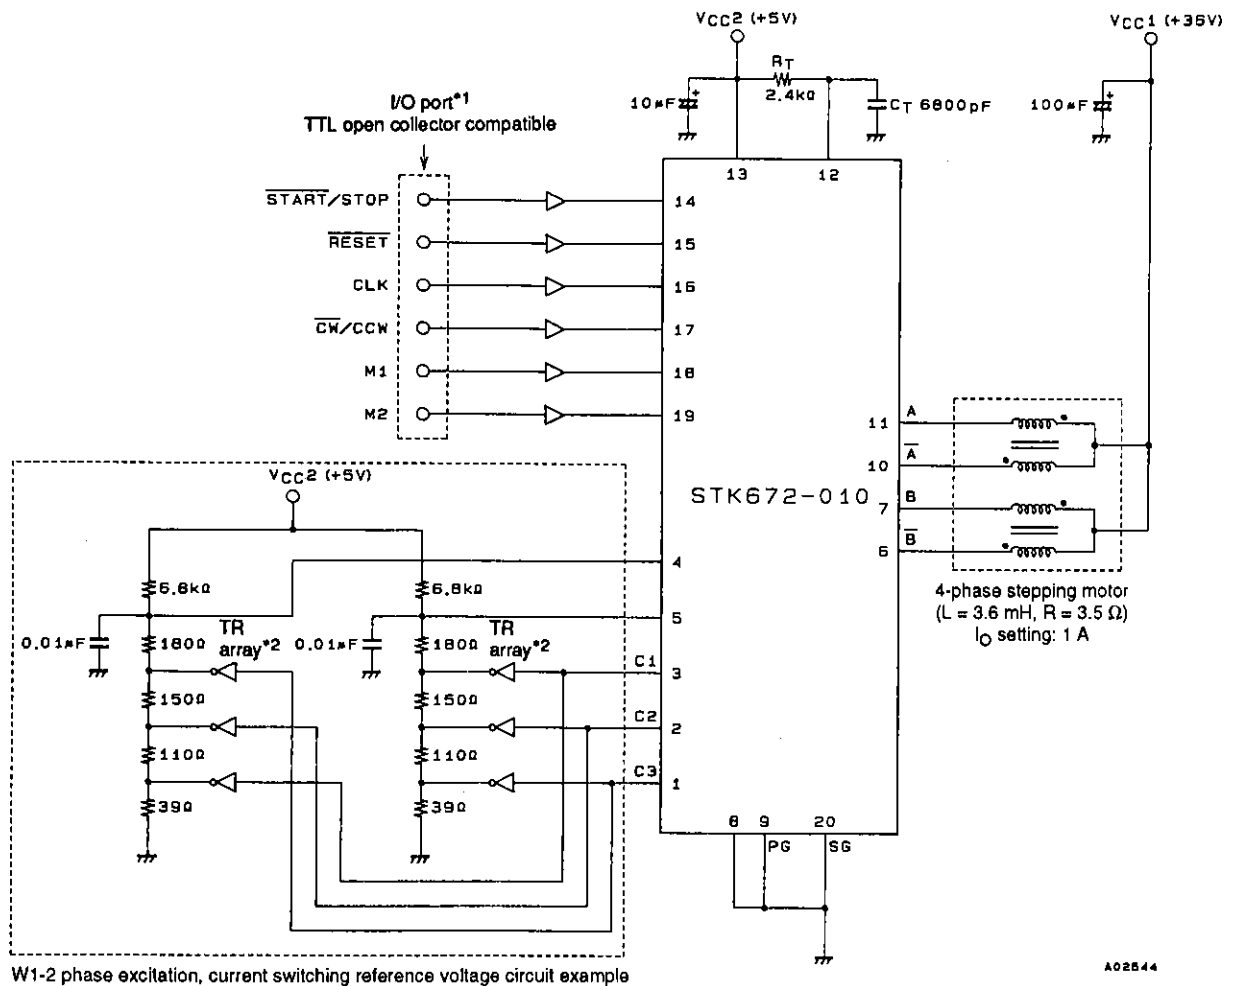 VCC2 (+5V)
VCC1 (+36V)
RT
2.4kΩ
10µF
+
CT 6800pF
100µF
+
I/O port*1
TTL open collector compatible
13
12
START/STOP
14
RESET
15
CLK
16
CW/CCW
17
M1
18
M2
19
11
A
10
A
7
B
6
B
STK672-010
4-phase stepping motor
(L = 3.6 mH, R = 3.5 Ω)
IO setting: 1 A
VCC2 (+5V)
4
6.8kΩ
6.8kΩ
5
0.01µF
180Ω
TR
array*2
0.01µF
180Ω
TR
array*2
C1
3
150Ω
150Ω
C2
2
110Ω
110Ω
C3
1
39Ω
39Ω
8
9
20
PG
SG
W1-2 phase excitation, current switching reference voltage circuit example
A02544